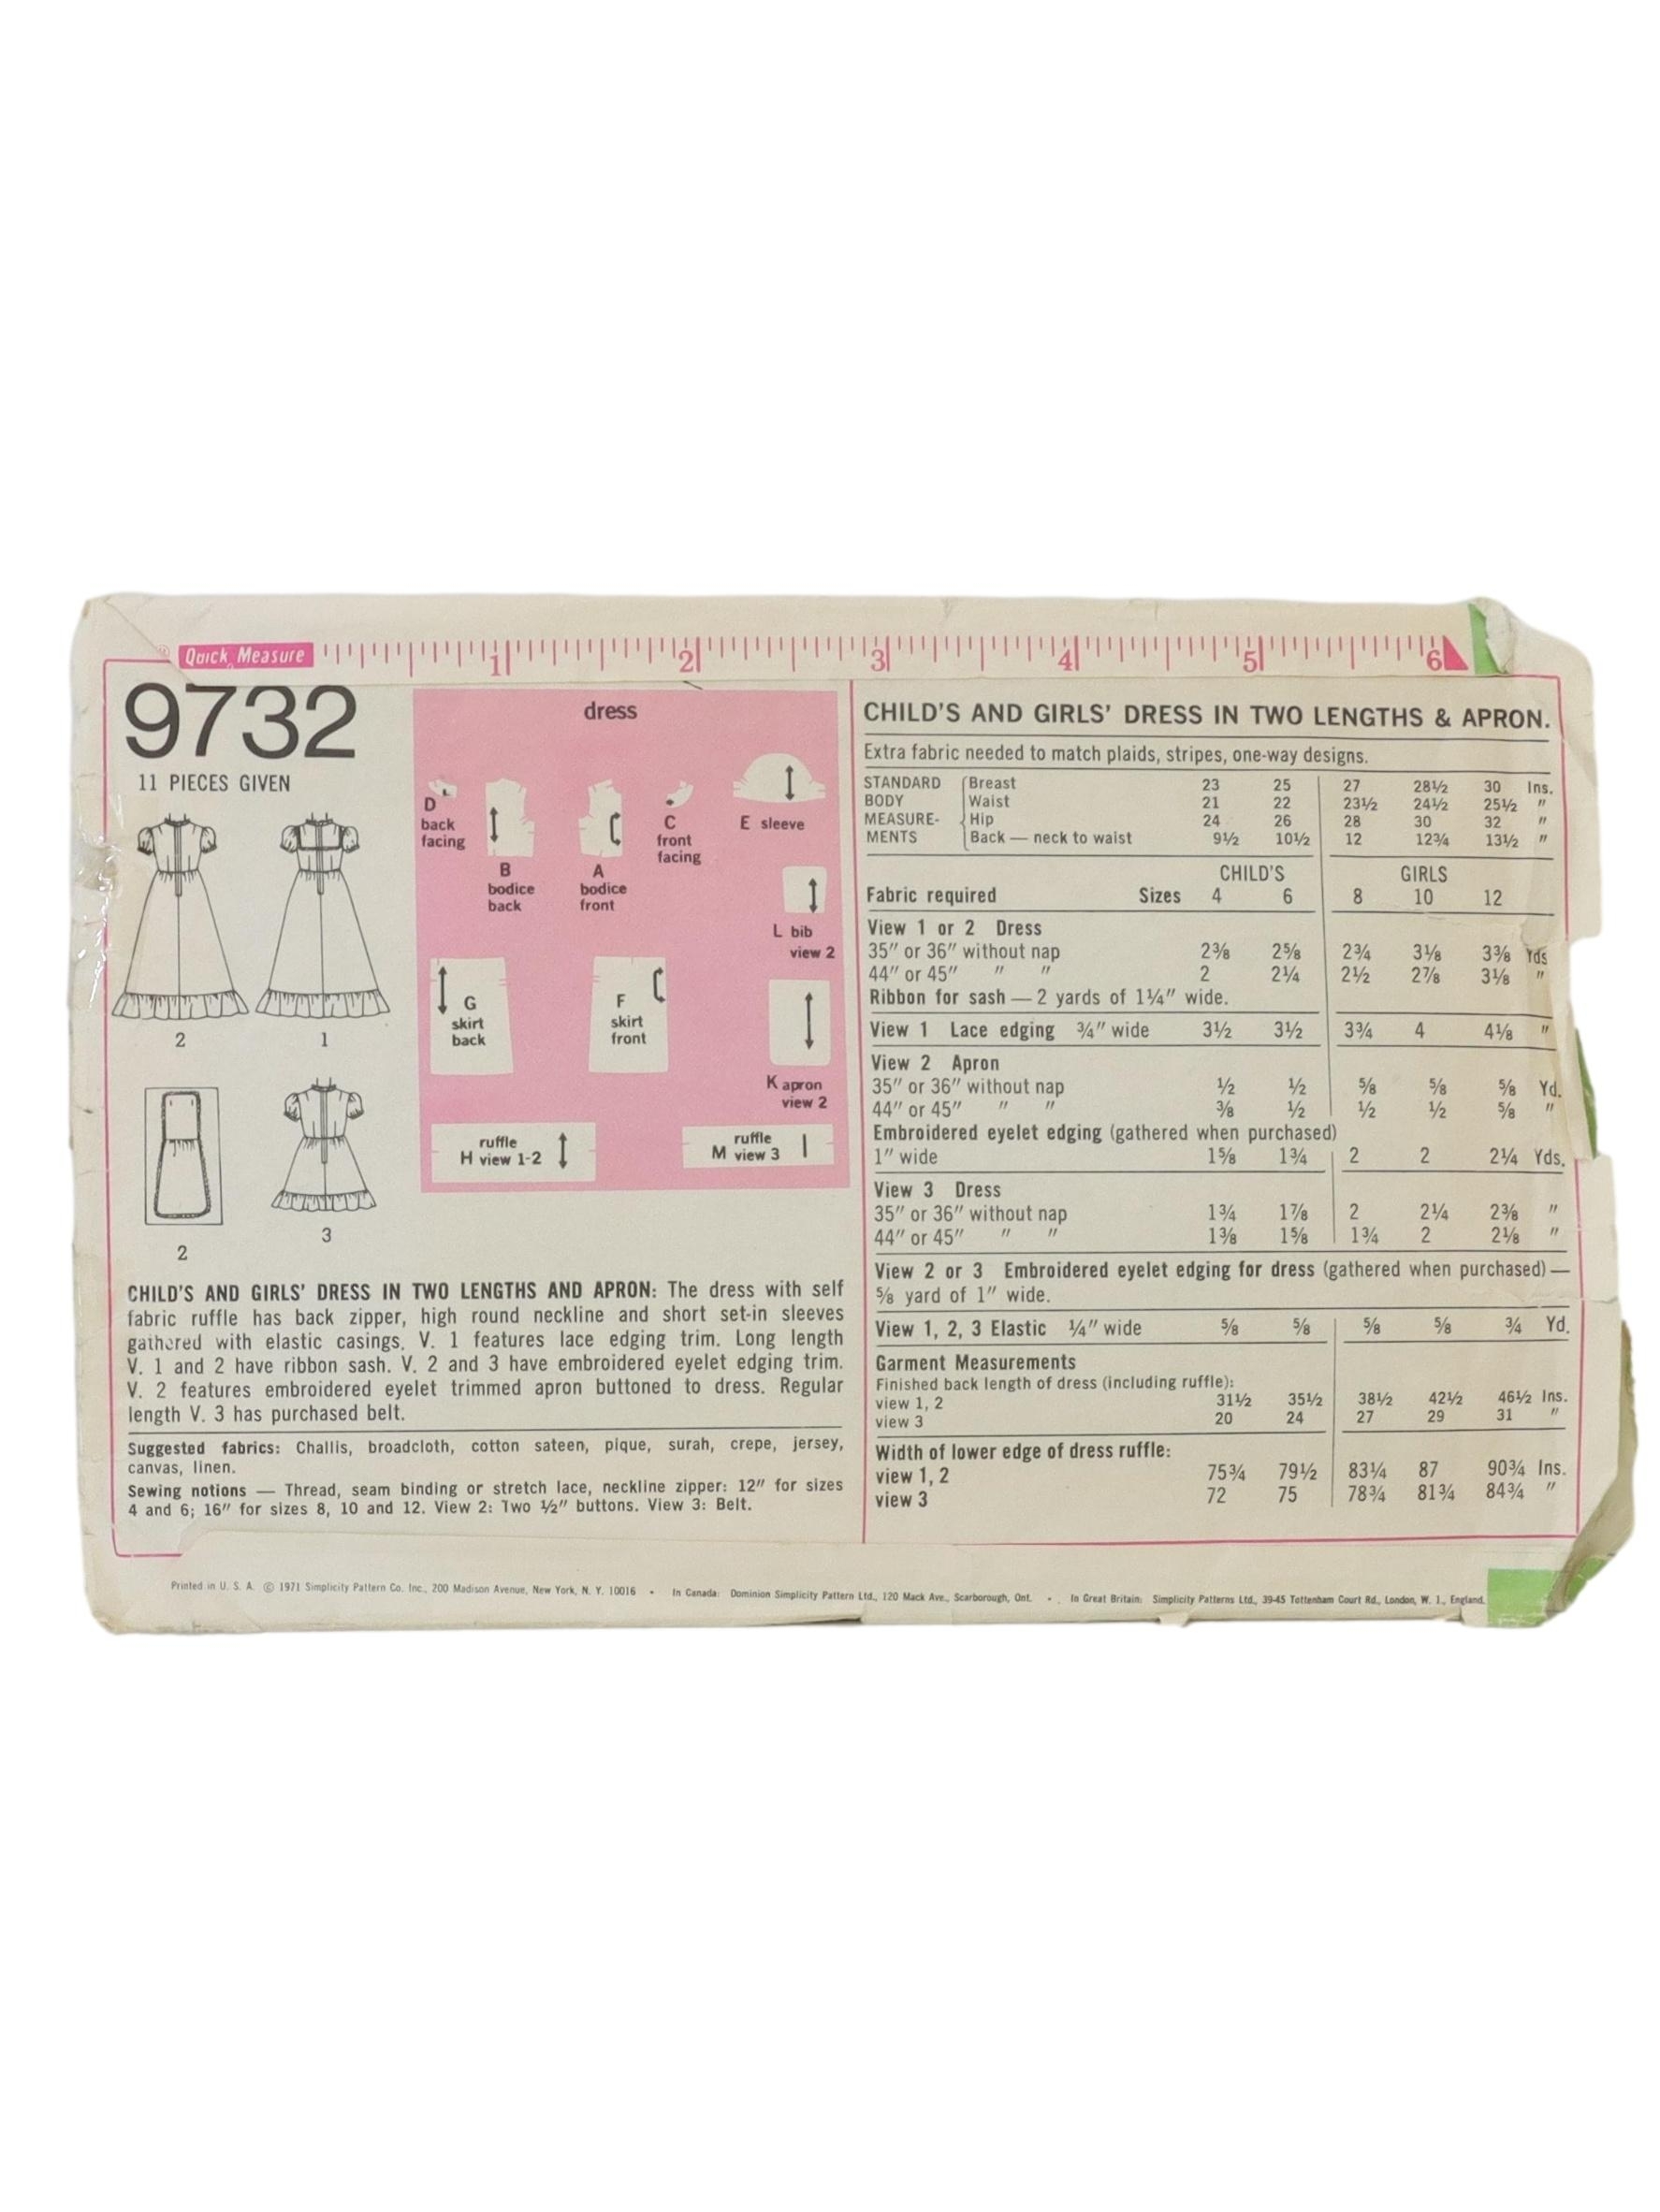 Quick Measure
1 2 3 4 5 6
9732
11 PIECES GIVEN
2
1
2
3
dress
D
back
facing
B
bodice
back
A
bodice
front
C
front
facing
E sleeve
L bib
view 2
G
skirt
back
F
skirt
front
K apron
view 2
ruffle
H view 1-2
ruffle
M view 3
CHILD'S AND GIRLS' DRESS IN TWO LENGTHS AND APRON: The dress with self
fabric ruffle has back zipper, high round neckline and short set-in sleeves
gathered with elastic casings. V. 1 features lace edging trim. Long length
V. 1 and 2 have ribbon sash. V. 2 and 3 have embroidered eyelet edging trim.
V. 2 features embroidered eyelet trimmed apron buttoned to dress. Regular
length V. 3 has purchased belt.
Suggested fabrics: Challis, broadcloth, cotton sateen, pique, surah, crepe, jersey,
canvas, linen.
Sewing notions — Thread, seam binding or stretch lace, neckline zipper: 12" for sizes
4 and 6; 16" for sizes 8, 10 and 12. View 2: Two ½" buttons. View 3: Belt.
CHILD'S AND GIRLS' DRESS IN TWO LENGTHS & APRON.
Extra fabric needed to match plaids, stripes, one-way designs.
STANDARD Breast 23 25 27 28½ 30 Ins.
BODY Waist 21 22 23½ 24½ 25½ "
MEASURE- Hip 24 26 28 30 32 "
MENTS Back — neck to waist 9½ 10½ 12 12¾ 13½ "
CHILD'S GIRLS
Fabric required Sizes 4 6 8 10 12
View 1 or 2 Dress
35" or 36" without nap 2⅜ 2⅝ 2¾ 3⅛ 3⅜ Yds
44" or 45" " " 2 2¼ 2½ 2⅞ 3⅛ "
Ribbon for sash — 2 yards of 1¼" wide.
View 1 Lace edging ¾" wide 3½ 3½ 3¾ 4 4⅛ "
View 2 Apron
35" or 36" without nap ½ ½ ⅝ ⅝ ⅝ Yd.
44" or 45" " " ⅜ ½ ½ ½ ⅝ "
Embroidered eyelet edging (gathered when purchased)
1" wide 1⅝ 1¾ 2 2 2¼ Yds.
View 3 Dress
35" or 36" without nap 1¾ 1⅞ 2 2¼ 2⅜ "
44" or 45" " " 1⅜ 1⅝ 1¾ 2 2⅛ "
View 2 or 3 Embroidered eyelet edging for dress (gathered when purchased) —
⅝ yard of 1" wide.
View 1, 2, 3 Elastic ¼" wide ⅝ ⅝ ⅝ ⅝ ¾ Yd.
Garment Measurements
Finished back length of dress (including ruffle):
view 1, 2 31½ 35½ 38½ 42½ 46½ Ins.
view 3 20 24 27 29 31 "
Width of lower edge of dress ruffle:
view 1, 2 75¾ 79½ 83¼ 87 90¾ Ins.
view 3 72 75 78¾ 81¾ 84¾ "
Printed in U. S. A. © 1971 Simplicity Pattern Co. Inc., 200 Madison Avenue, New York, N. Y. 10016 • In Canada: Dominion Simplicity Pattern Ltd., 120 Mack Ave., Scarborough, Ont. • In Great Britain: Simplicity Patterns Ltd., 39-45 Tottenham Court Rd., London, W. 1., England.